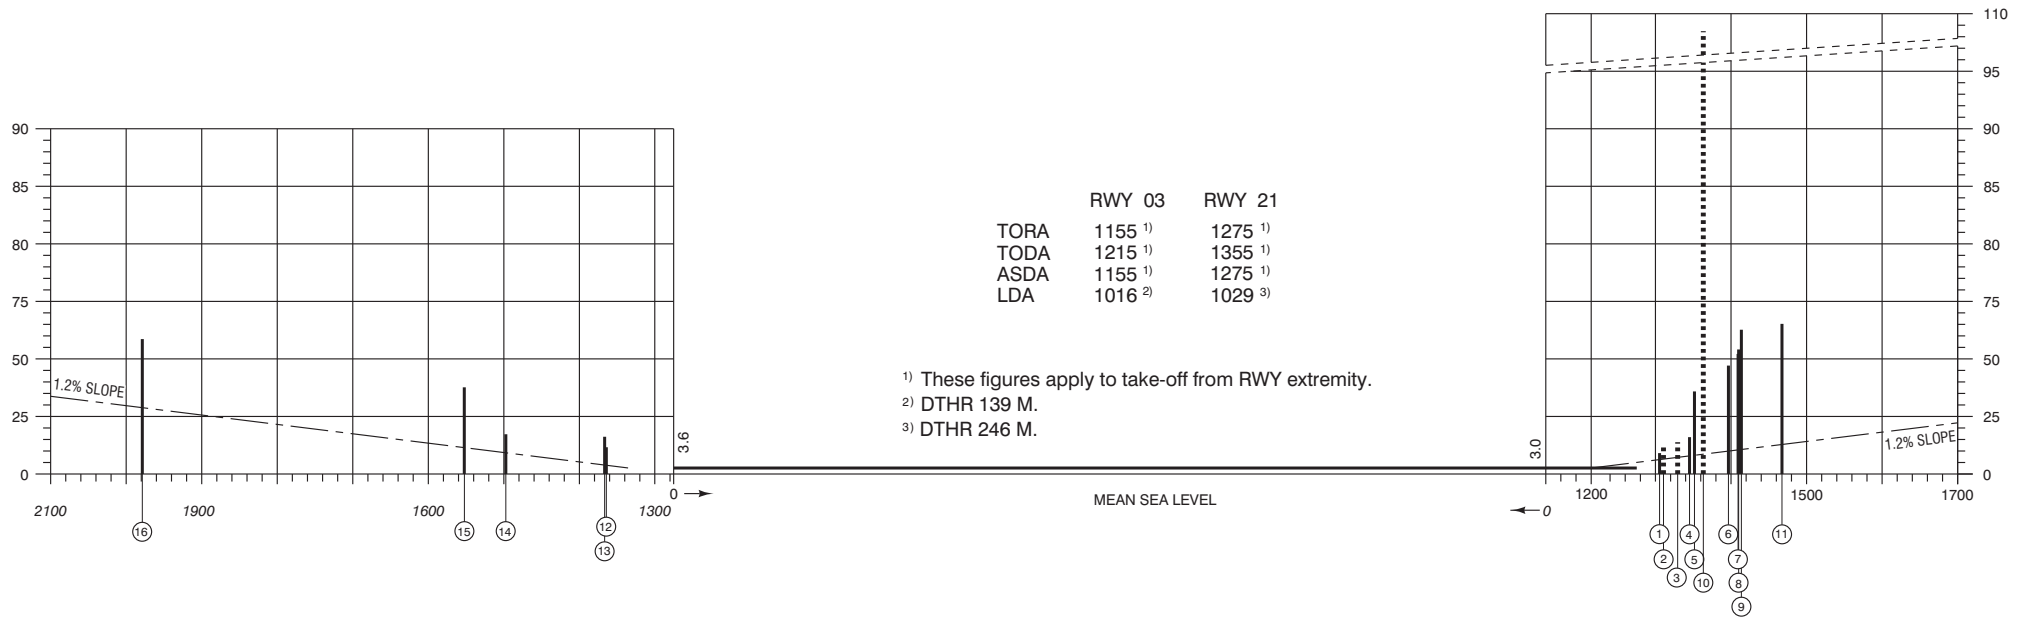 110
95
90
85
80
75
50
25
0
90
85
80
75
50
25
0
1.2% SLOPE
3.6
3.0
1.2% SLOPE
RWY 03 RWY 21
TORA 1155 1) 1275 1)
TODA 1215 1) 1355 1)
ASDA 1155 1) 1275 1)
LDA 1016 2) 1029 3)
1) These figures apply to take-off from RWY extremity.
2) DTHR 139 M.
3) DTHR 246 M.
MEAN SEA LEVEL
0
1200 1500 1700
2100 1900 1600 1300
0
16 15 14 12
13
1 4 6 11
2 5 7
3 10 8
9